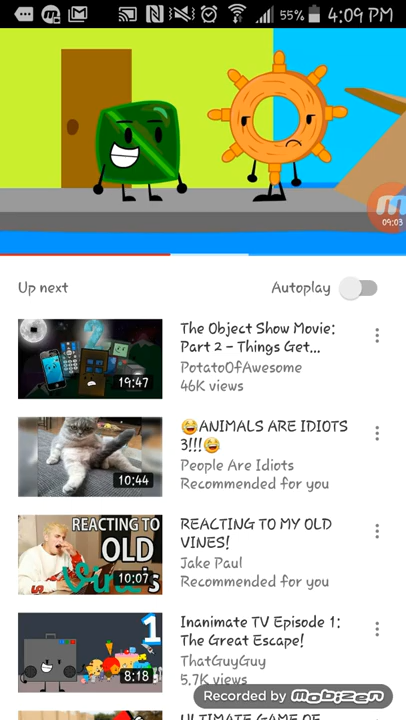 55% 4:09 PM
09:03
Up next
Autoplay
The Object Show Movie:
Part 2 - Things Get...
PotatoOfAwesome
46K views
2
19:47
😂ANIMALS ARE IDIOTS
3!!!😂
People Are Idiots
Recommended for you
10:44
REACTING TO MY OLD
VINES!
Jake Paul
Recommended for you
REACTING TO
OLD
Vines
10:07
Inanimate TV Episode 1:
The Great Escape!
ThatGuyGuy
5.7K views
1
8:18
Recorded by MOBIZEN